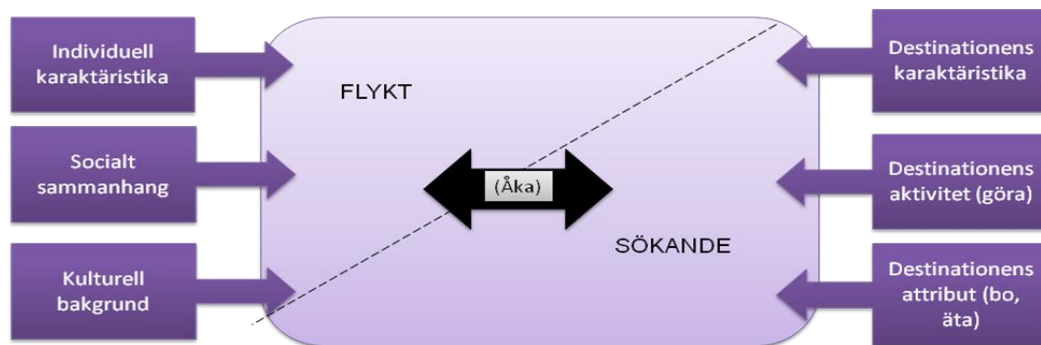 Individuell
karaktäristika
Socialt
sammanhang
Kulturell
bakgrund
FLYKT
(Åka)
SÖKANDE
Destinationens
karaktäristika
Destinationens
aktivitet (göra)
Destinationens
attribut (bo,
äta)